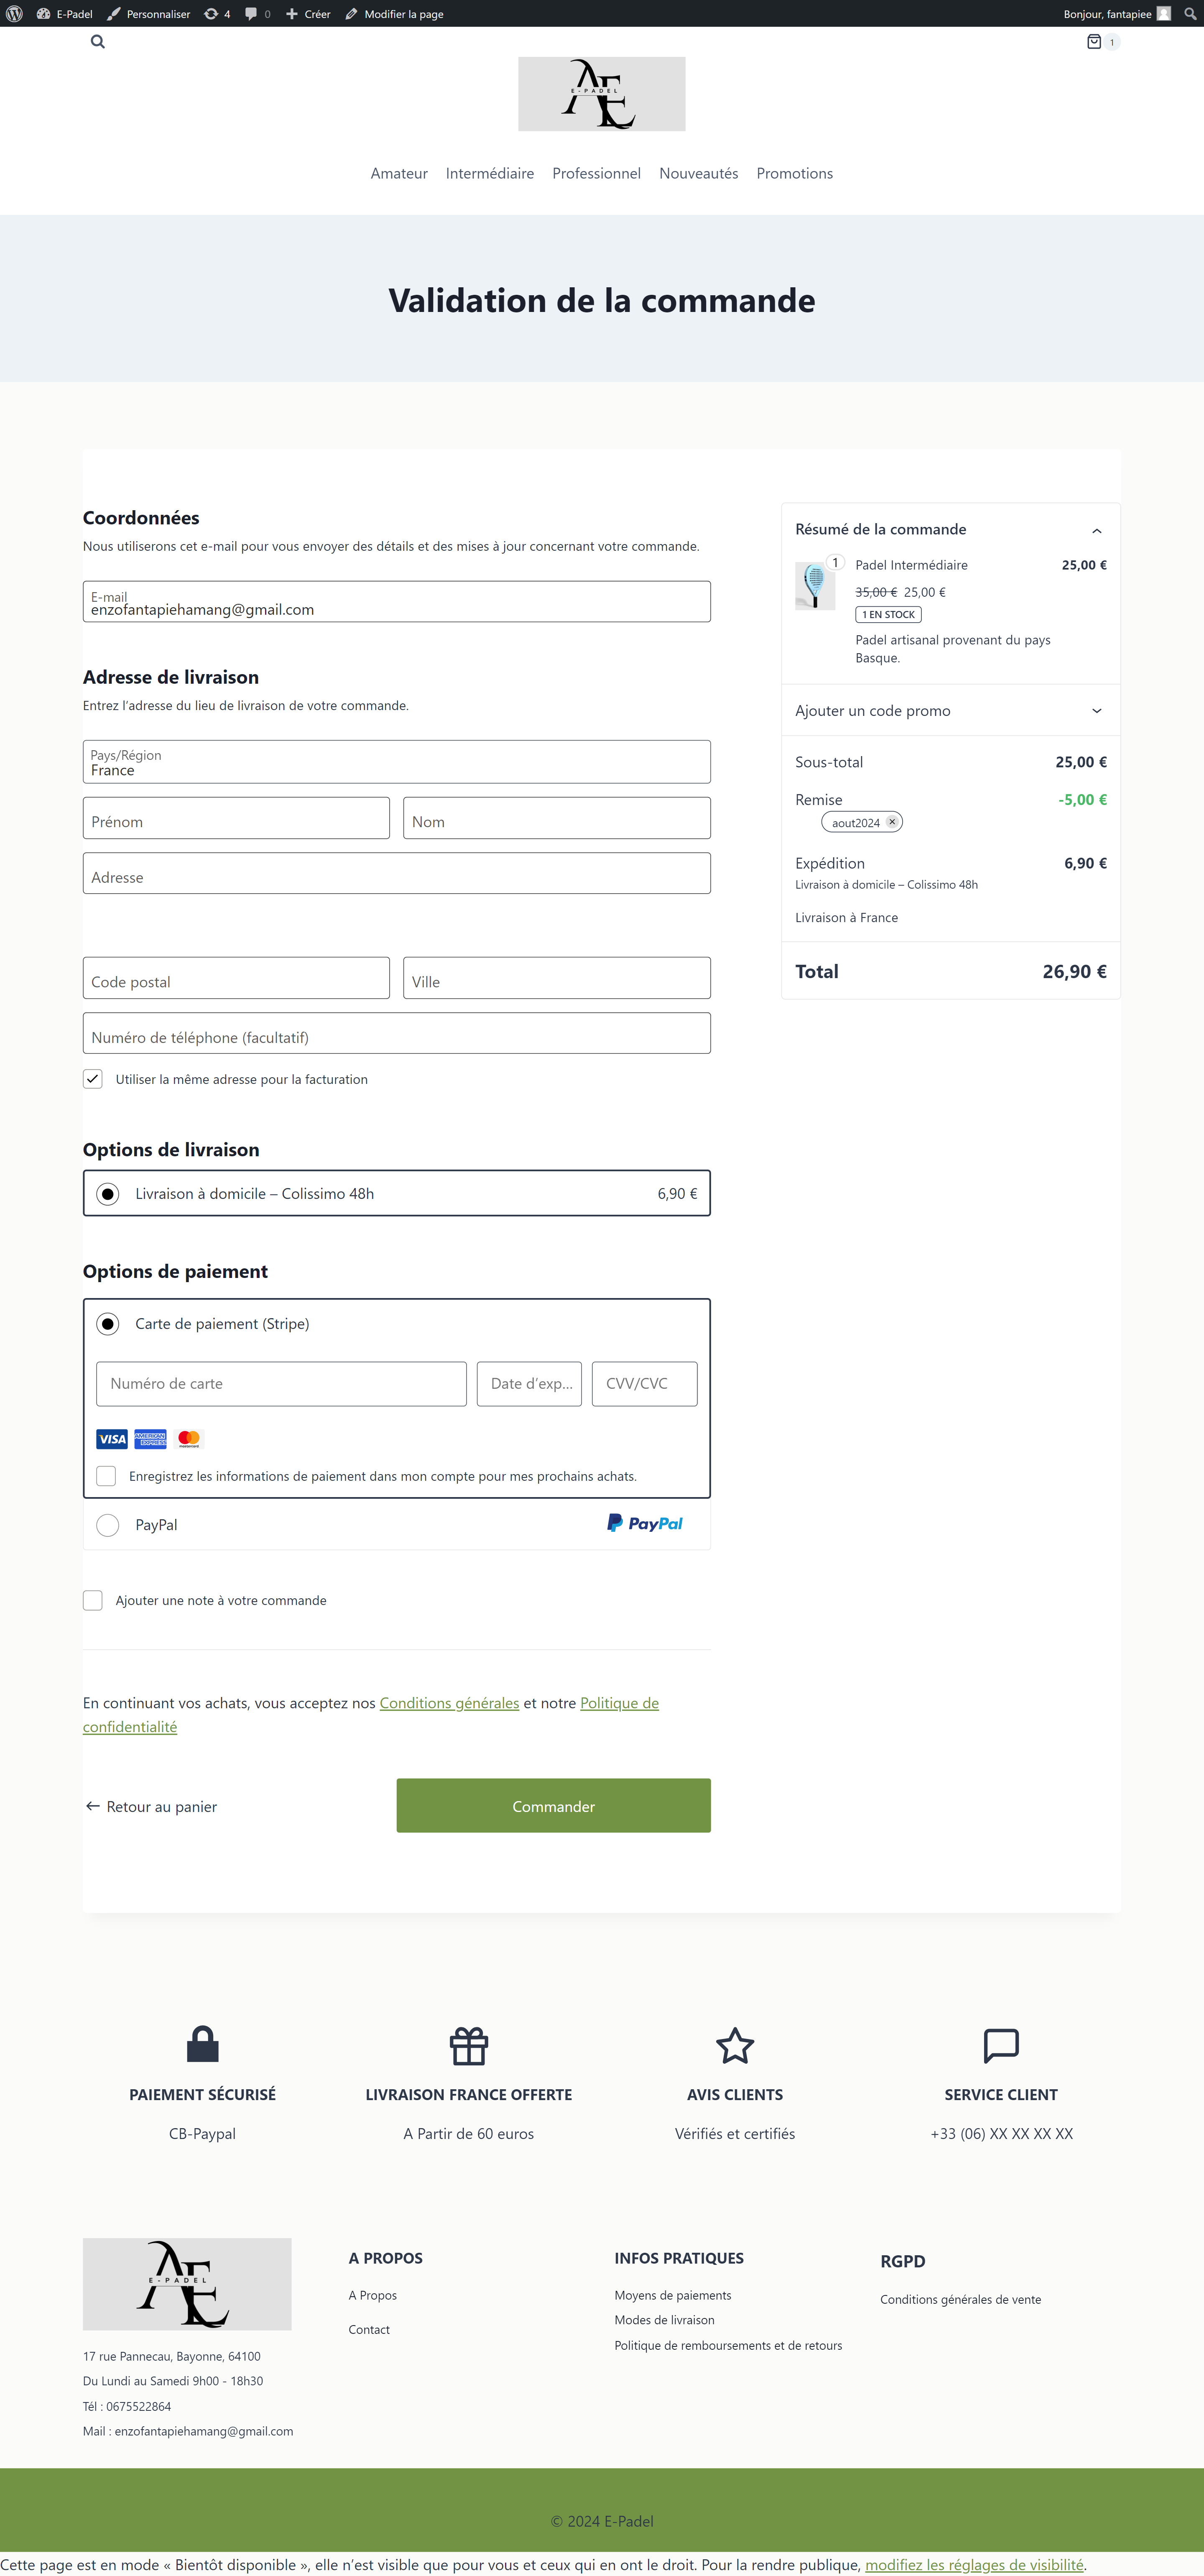 E-Padel Personnaliser 4 0 Créer Modifier la page Bonjour, fantapiee
1
E-PADEL
Amateur Intermédiaire Professionnel Nouveautés Promotions
Validation de la commande
Coordonnées
Nous utiliserons cet e-mail pour vous envoyer des détails et des mises à jour concernant votre commande.
E-mail
enzofantapiehamang@gmail.com
Adresse de livraison
Entrez l’adresse du lieu de livraison de votre commande.
Pays/Région
France
Prénom Nom
Adresse
Code postal Ville
Numéro de téléphone (facultatif)
Utiliser la même adresse pour la facturation
Options de livraison
Livraison à domicile – Colissimo 48h 6,90 €
Options de paiement
Carte de paiement (Stripe)
Numéro de carte Date d’exp... CVV/CVC
VISA AMERICAN EXPRESS mastercard
Enregistrez les informations de paiement dans mon compte pour mes prochains achats.
PayPal PayPal
Ajouter une note à votre commande
En continuant vos achats, vous acceptez nos Conditions générales et notre Politique de
confidentialité
Retour au panier Commander
Résumé de la commande
1 Padel Intermédiaire 25,00 €
35,00 € 25,00 €
1 EN STOCK
Padel artisanal provenant du pays
Basque.
Ajouter un code promo
Sous-total 25,00 €
Remise -5,00 €
aout2024
Expédition 6,90 €
Livraison à domicile – Colissimo 48h
Livraison à France
Total 26,90 €
PAIEMENT SÉCURISÉ
CB-Paypal
LIVRAISON FRANCE OFFERTE
A Partir de 60 euros
AVIS CLIENTS
Vérifiés et certifiés
SERVICE CLIENT
+33 (06) XX XX XX XX
E-PADEL
17 rue Pannecau, Bayonne, 64100
Du Lundi au Samedi 9h00 - 18h30
Tél : 0675522864
Mail : enzofantapiehamang@gmail.com
A PROPOS
A Propos
Contact
INFOS PRATIQUES
Moyens de paiements
Modes de livraison
Politique de remboursements et de retours
RGPD
Conditions générales de vente
© 2024 E-Padel
Cette page est en mode « Bientôt disponible », elle n’est visible que pour vous et ceux qui en ont le droit. Pour la rendre publique, modifiez les réglages de visibilité.